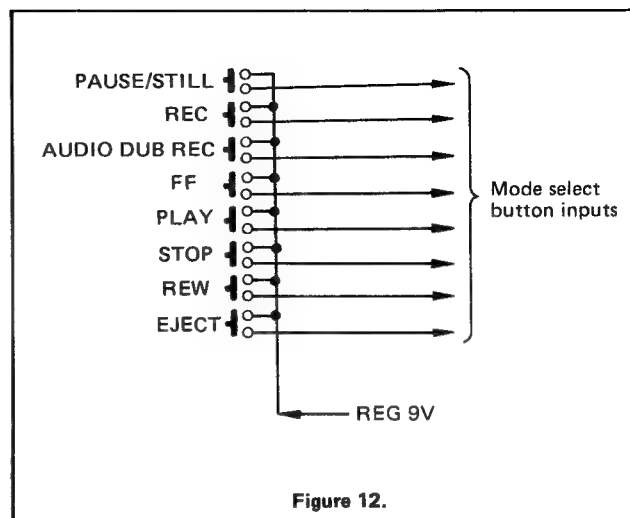 PAUSE/STILL
REC
AUDIO DUB REC
FF
PLAY
STOP
REW
EJECT
Mode select
button inputs
REG 9V
Figure 12.